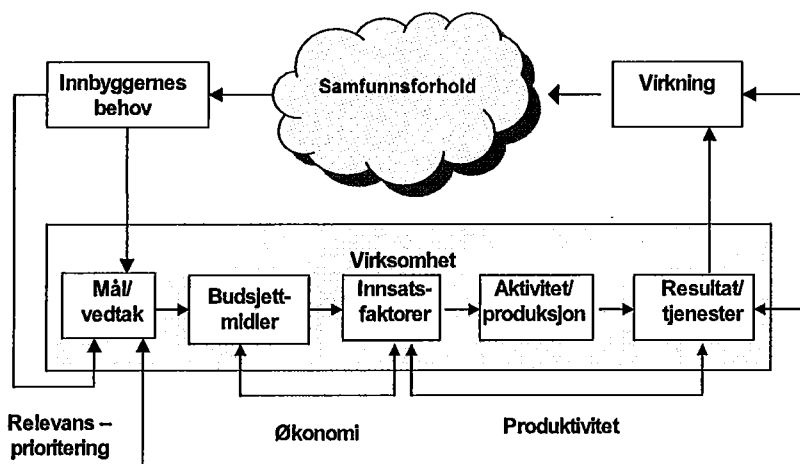 Innbyggernes
behov
Samfunnsforhold
Virkning
Virksomhet
Mål/
vedtak
Budsjett-
midler
Innsats-
faktorer
Aktivitet/
produksjon
Resultat/
tjenester
Relevans –
prioritering
Økonomi
Produktivitet